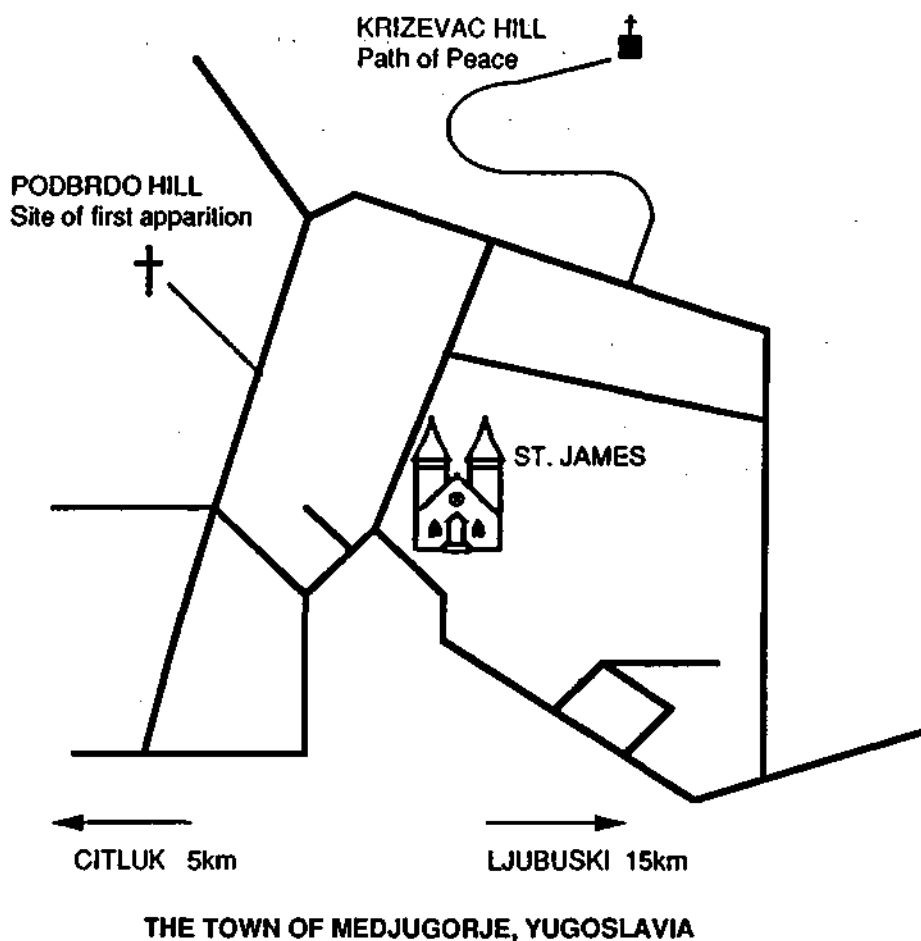 KRIZEVAC HILL
Path of Peace
PODBRDO HILL
Site of first apparition
ST. JAMES
CITLUK 5km
LJUBUSKI 15km
THE TOWN OF MEDJUGORJE, YUGOSLAVIA